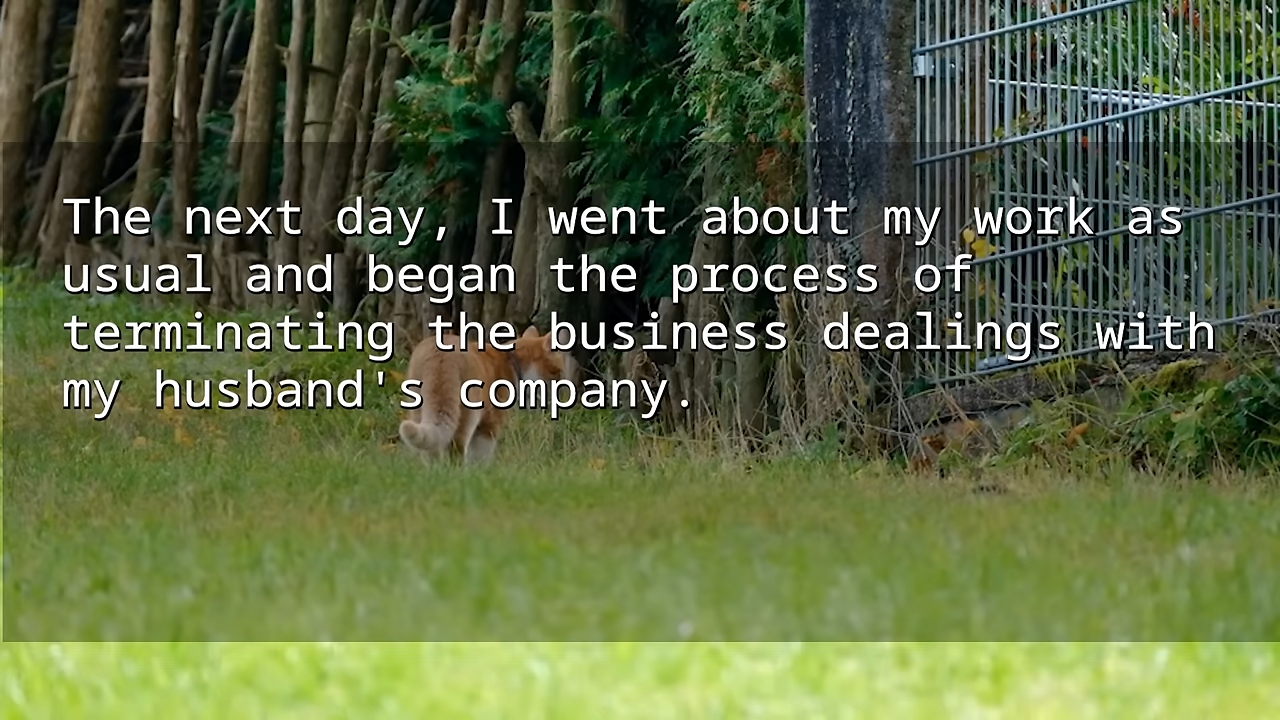 The next day, I went about my work as
usual and began the process of
terminating the business dealings with
my husband's company.